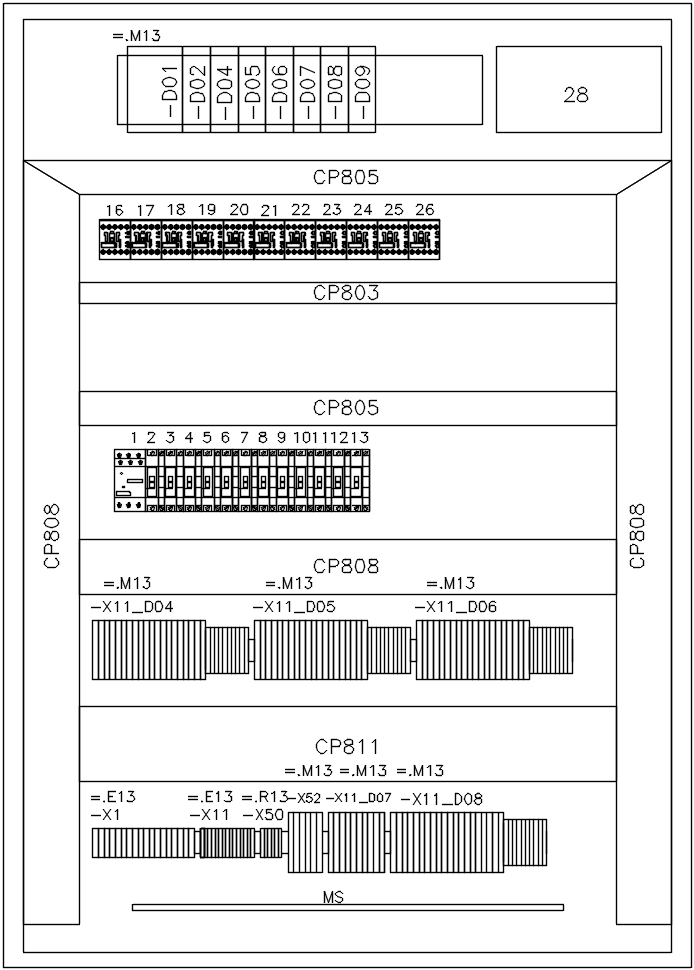 =.M13
-D01 -D02 -D04 -D05 -D06 -D07 -D08 -D09
28
CP805
16 17 18 19 20 21 22 23 24 25 26
CP803
CP805
1 2 3 4 5 6 7 8 9 10 11 12 13
CP808
CP808
CP808
=.M13 =.M13 =.M13
-X11_D04 -X11_D05 -X11_D06
CP811
=.M13 =.M13 =.M13
=.E13 =.E13 =.R13 -X52 -X11_D07 -X11_D08
-X1 -X11 -X50
MS